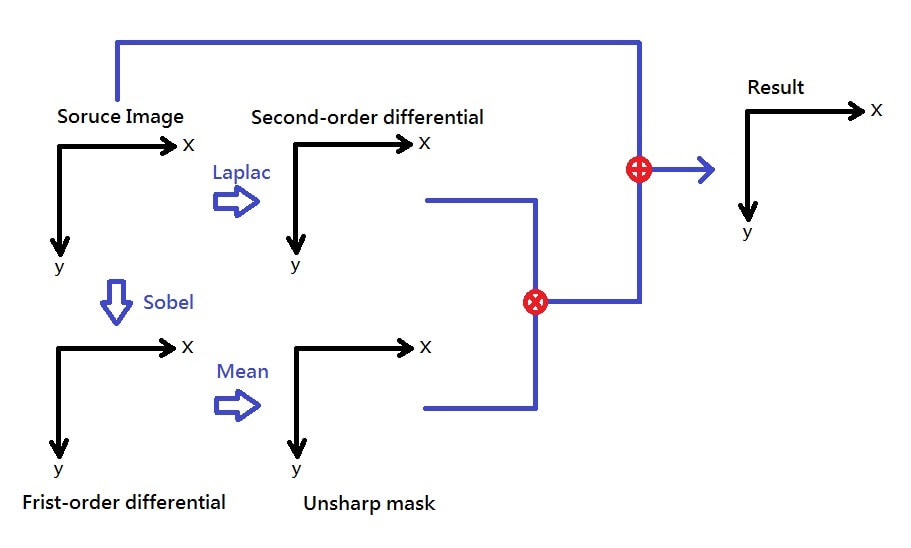 Result
X
y
Soruce Image
X
y
Second-order differential
X
y
Laplac
Sobel
X
y
Frist-order differential
Mean
X
y
Unsharp mask